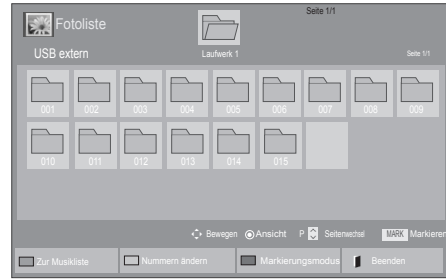 Seite 1/1
Fotoliste
USB extern
Laufwerk 1
Seite 1/1
001 002 003 004 005 006 007 008 009
010 011 012 013 014 015
Bewegen Ansicht P Seitenwechsel MARK Markieren
Zur Musikliste Nummern ändern Markierungsmodus Beenden